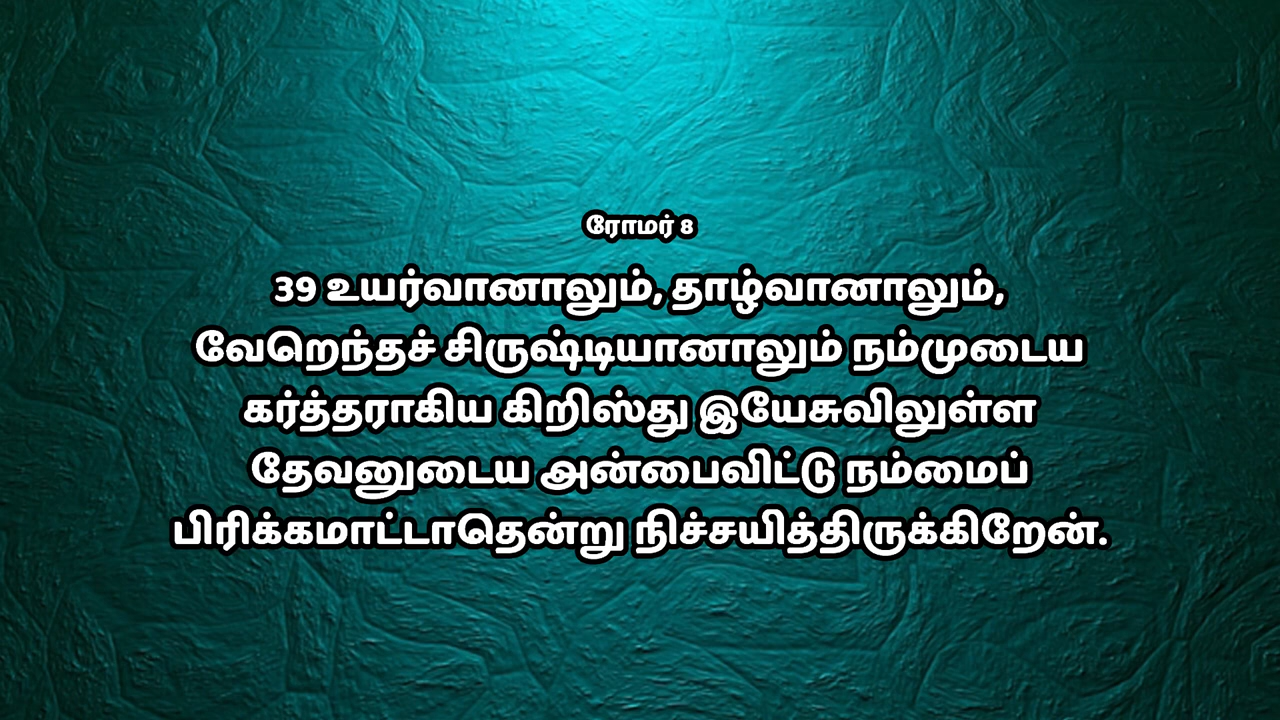 ரோமர் 8
39 உயர்வானாலும், தாழ்வானாலும்,
வேறெந்தச் சிருஷ்டியானாலும் நம்முடைய
கர்த்தராகிய கிறிஸ்து இயேசுவிலுள்ள
தேவனுடைய அன்பைவிட்டு நம்மைப்
பிரிக்கமாட்டாதென்று நிச்சயித்திருக்கிறேன்.